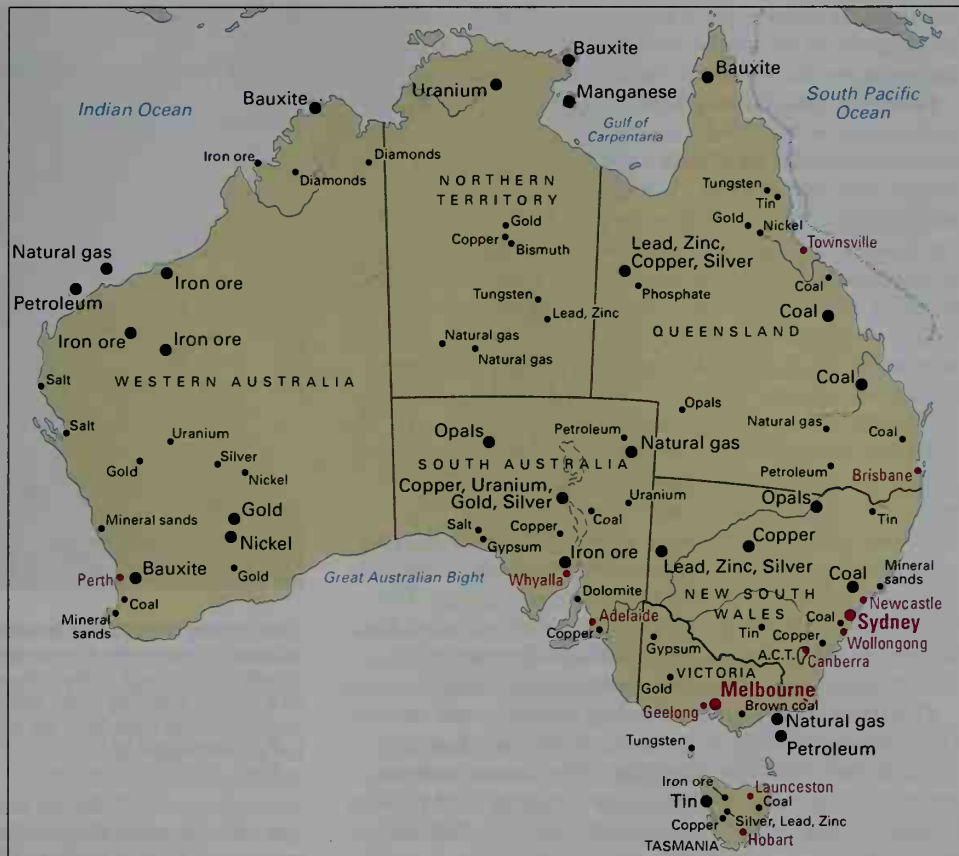 Bauxite
Bauxite
Uranium
Manganese
Indian Ocean
Bauxite
Gulf of
Carpentaria
South Pacific
Ocean
Iron ore
Diamonds
Diamonds
NORTHERN
TERRITORY
Tungsten
Tin
Gold
Nickel
Townsville
Gold
Copper
Bismuth
Natural gas
Petroleum
Iron ore
Lead, Zinc,
Copper, Silver
Phosphate
Coal
Coal
Tungsten
Lead, Zinc
QUEENSLAND
Iron ore
Iron ore
Natural gas
Natural gas
Salt
WESTERN AUSTRALIA
Coal
Opals
Salt
Uranium
Opals
Petroleum
Natural gas
Natural gas
Coal
Gold
Silver
Nickel
SOUTH AUSTRALIA
Petroleum
Brisbane
Copper, Uranium,
Gold, Silver
Uranium
Opals
Tin
Mineral sands
Gold
Nickel
Salt
Gypsum
Copper
Coal
Copper
Iron ore
Lead, Zinc, Silver
Perth
Bauxite
Gold
Great Australian Bight
Whyalla
Coal
Mineral
sands
Coal
Mineral
sands
Dolomite
NEW SOUTH
WALES
Newcastle
Sydney
Adelaide
Copper
Tin
Coal
Copper
Wollongong
Gypsum
A.C.T.
Canberra
VICTORIA
Gold
Melbourne
Geelong
Brown coal
Natural gas
Petroleum
Tungsten
Iron ore
Launceston
Tin
Coal
Copper
Silver, Lead, Zinc
TASMANIA
Hobart